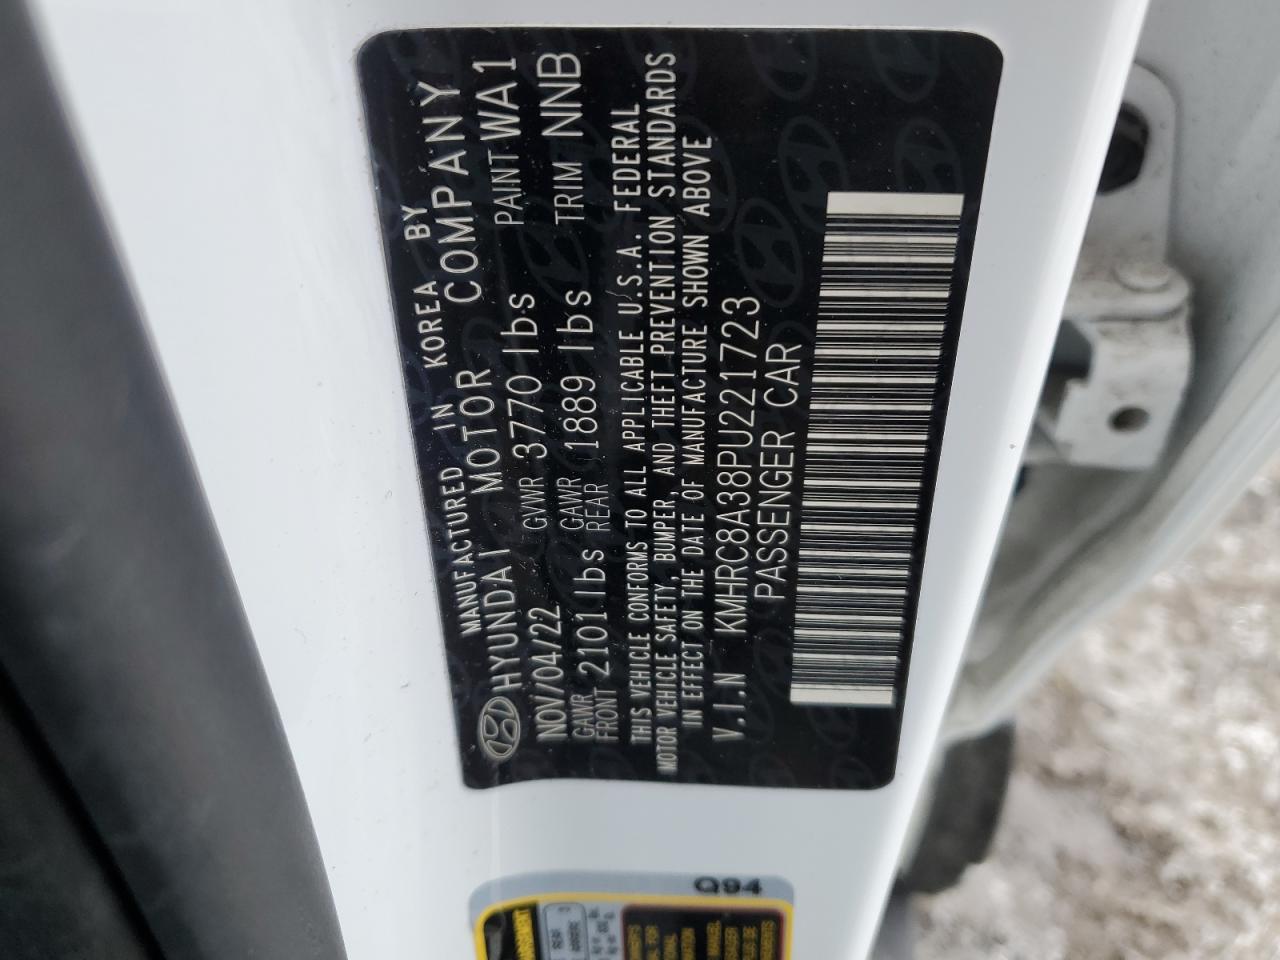 MANUFACTURED IN KOREA BY
HYUNDAI MOTOR COMPANY
NOV/04/22 GVWR 3770 lbs PAINT WA1
GAWR FRONT 2101 lbs GAWR REAR 1889 lbs TRIM NNB
THIS VEHICLE CONFORMS TO ALL APPLICABLE U.S.A. FEDERAL
MOTOR VEHICLE SAFETY, BUMPER, AND THEFT PREVENTION STANDARDS
IN EFFECT ON THE DATE OF MANUFACTURE SHOWN ABOVE
V.I.N KMHRC8A38PU221723
PASSENGER CAR
Q94